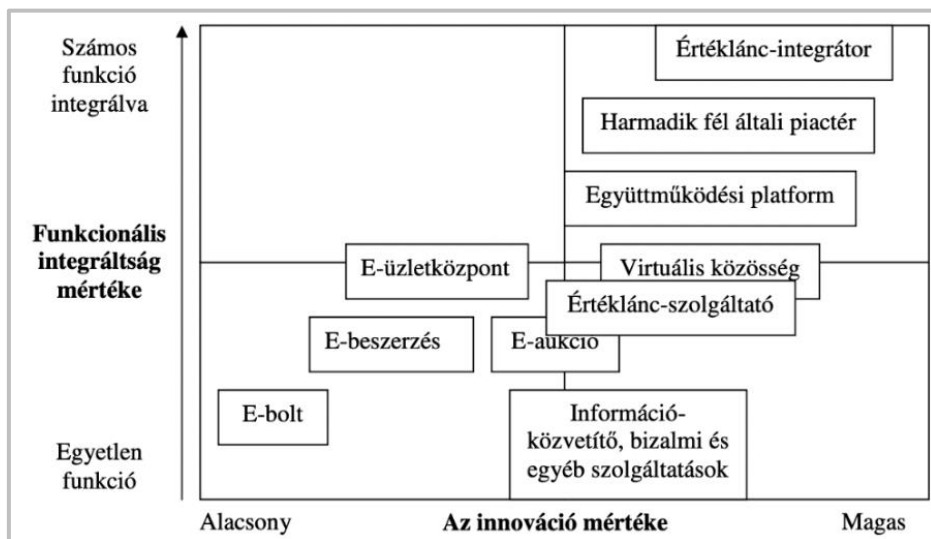 Számos
funkció
integrálva
Értéklánc-integrátor
Harmadik fél általi piactér
Együttműködési platform
Funkcionális
integráltság
mértéke
E-üzletközpont
Virtuális közösség
Értéklánc-szolgáltató
E-beszerzés
E-aukció
E-bolt
Információ-
közvetítő, bizalmi és
egyéb szolgáltatások
Egyetlen
funkció
Alacsony
Az innováció mértéke
Magas